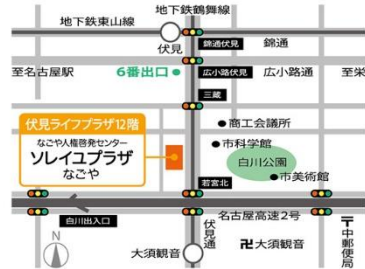 地下鉄鶴舞線
地下鉄東山線
伏見
錦通伏見
錦通
至名古屋駅
6番出口
広小路伏見
広小路通
至栄
三蔵
伏見ライフプラザ12階
なごや人権啓発センター
ソレイユプラザ
なごや
商工会議所
市科学館
白川公園
市美術館
若宮北
白川出入口
名古屋高速2号
伏見通
N
大須観音
卍大須観音
〒中郵便局